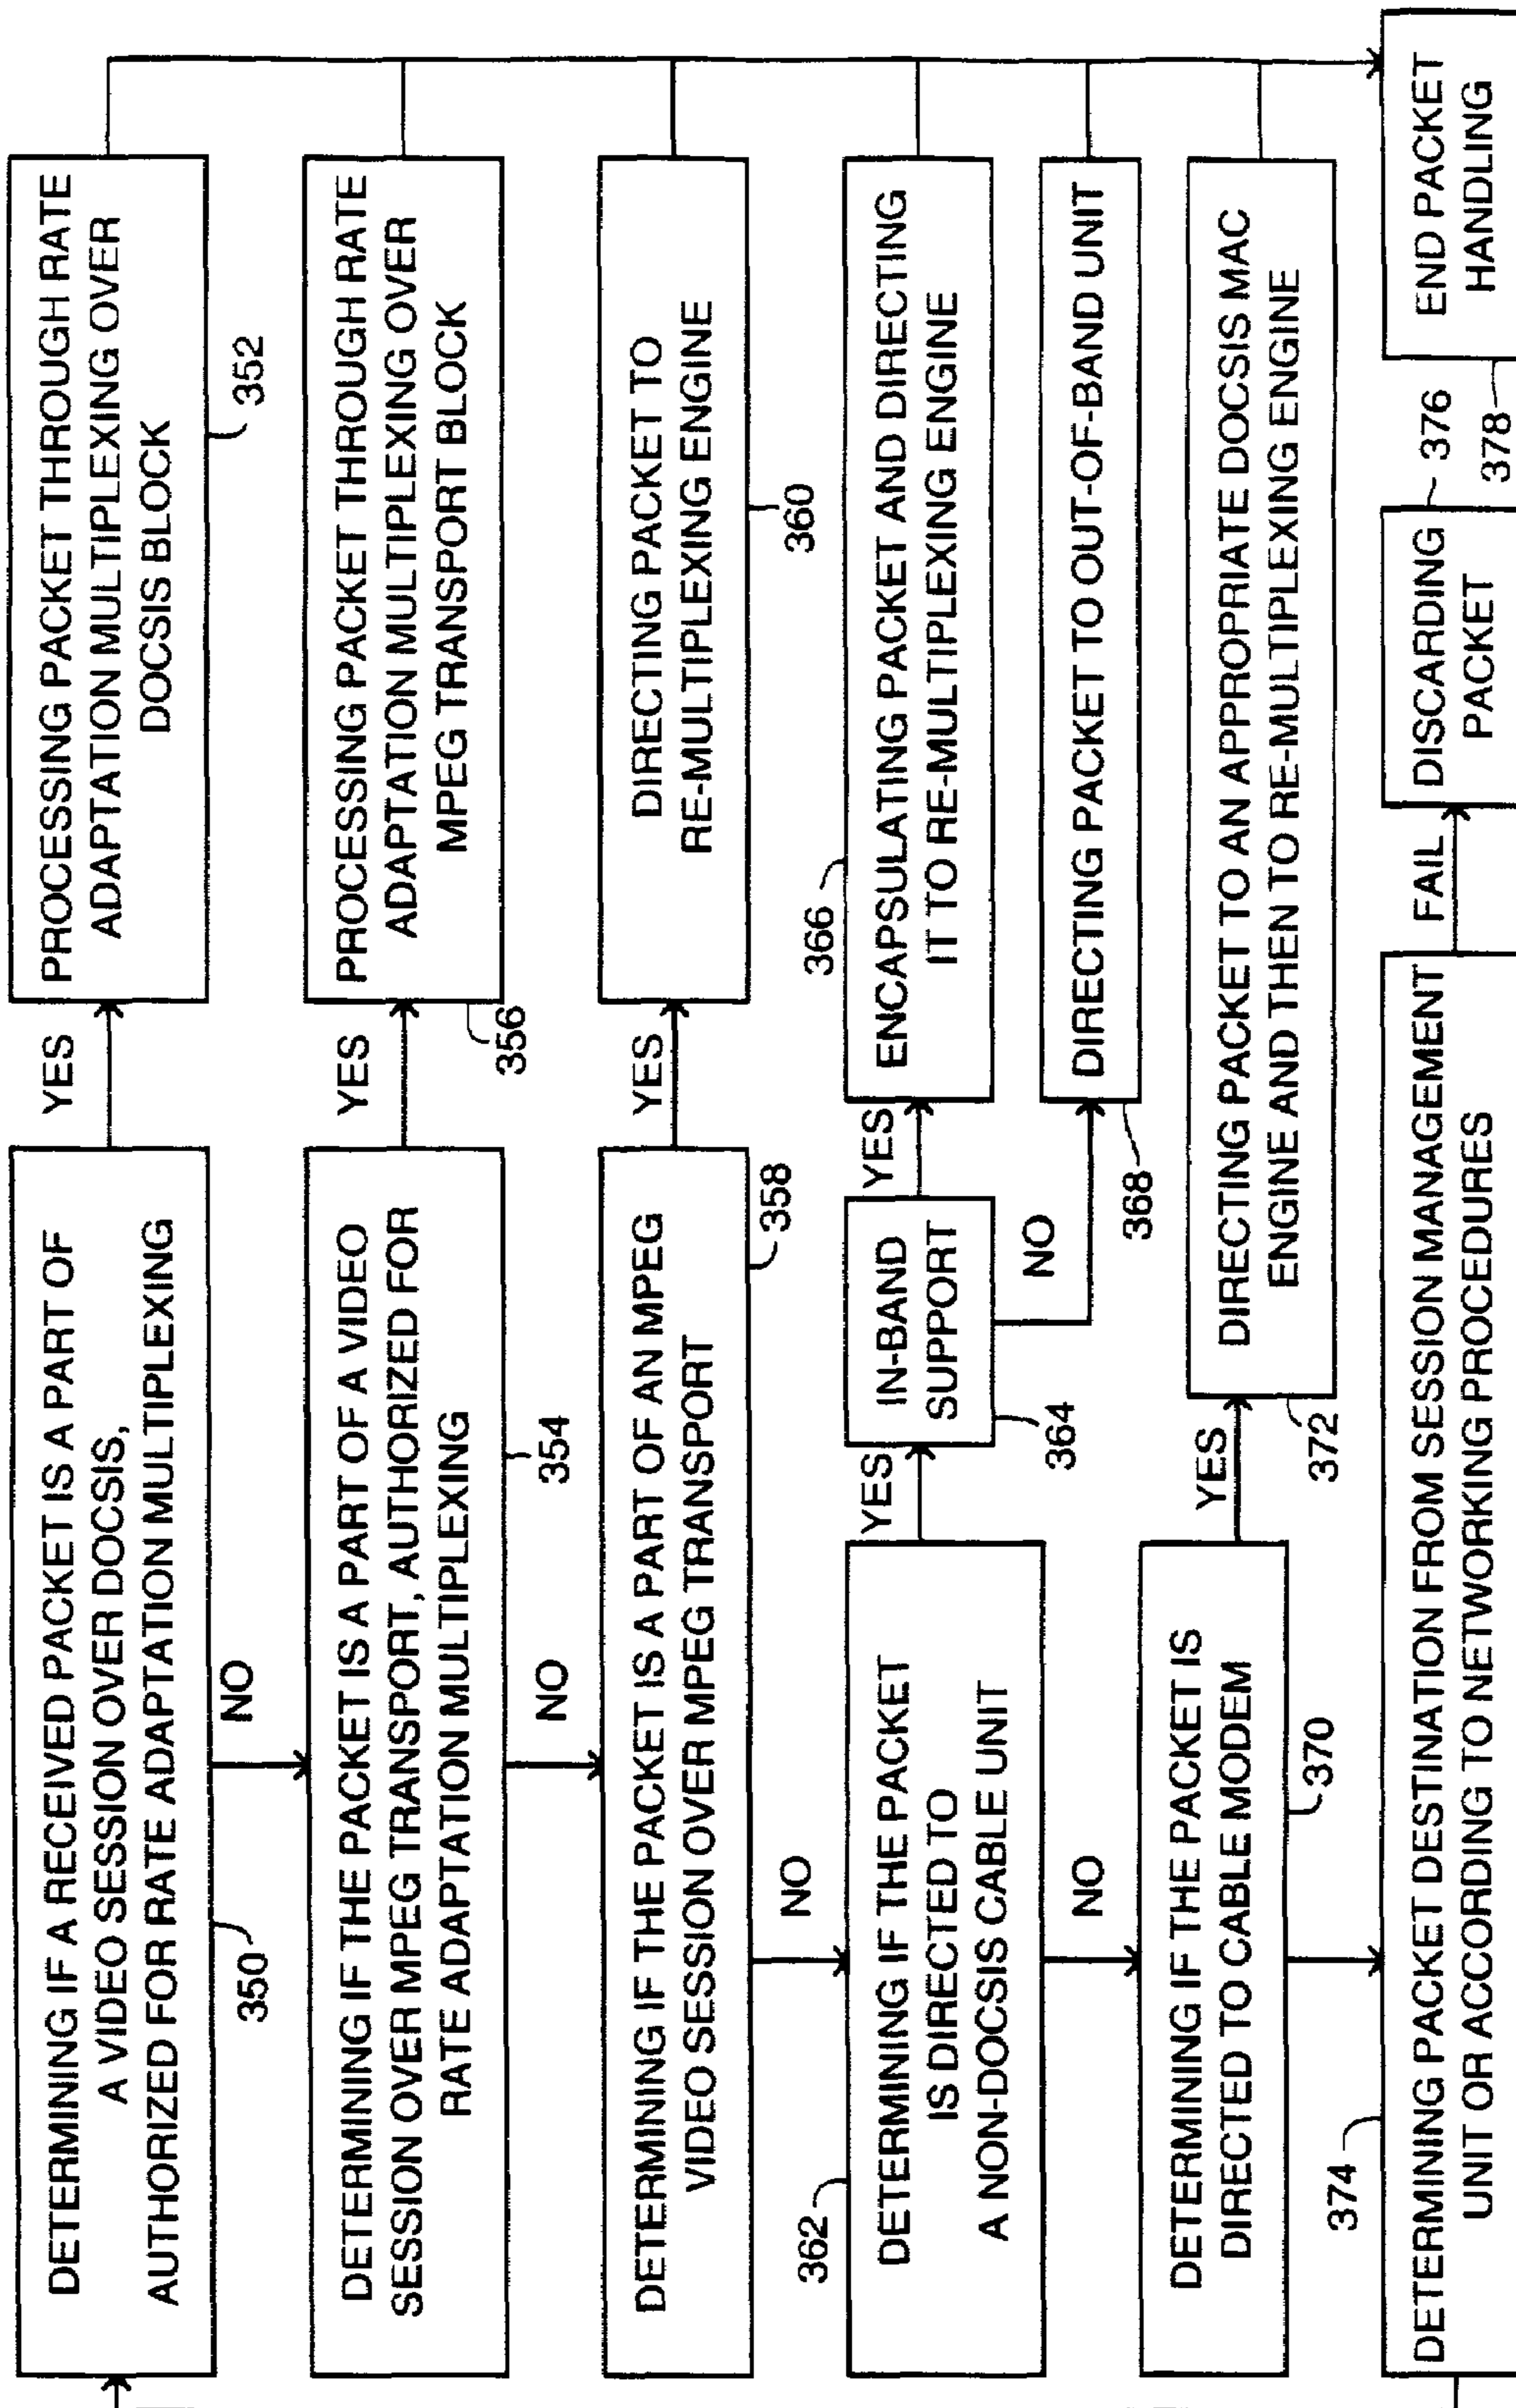 DETERMINING IF A RECEIVED PACKET IS A PART OF
A VIDEO SESSION OVER DOCSIS,
AUTHORIZED FOR RATE ADAPTATION MULTIPLEXING
350
YES
PROCESSING PACKET THROUGH RATE
ADAPTATION MULTIPLEXING OVER
DOCSIS BLOCK
352
NO
DETERMINING IF THE PACKET IS A PART OF A VIDEO
SESSION OVER MPEG TRANSPORT, AUTHORIZED FOR
RATE ADAPTATION MULTIPLEXING
354
YES
PROCESSING PACKET THROUGH RATE
ADAPTATION MULTIPLEXING OVER
MPEG TRANSPORT BLOCK
356
NO
DETERMINING IF THE PACKET IS A PART OF AN MPEG
VIDEO SESSION OVER MPEG TRANSPORT
358
YES
DIRECTING PACKET TO
RE-MULTIPLEXING ENGINE
360
NO
362
DETERMINING IF THE PACKET
IS DIRECTED TO
A NON-DOCSIS CABLE UNIT
YES
IN-BAND
SUPPORT
364
YES
366
ENCAPSULATING PACKET AND DIRECTING
IT TO RE-MULTIPLEXING ENGINE
NO
368
DIRECTING PACKET TO OUT-OF-BAND UNIT
NO
DETERMINING IF THE PACKET IS
DIRECTED TO CABLE MODEM
370
YES
372
DIRECTING PACKET TO AN APPROPRIATE DOCSIS MAC
ENGINE AND THEN TO RE-MULTIPLEXING ENGINE
374
DETERMINING PACKET DESTINATION FROM SESSION MANAGEMENT
UNIT OR ACCORDING TO NETWORKING PROCEDURES
FAIL
DISCARDING
PACKET
376
378
END PACKET
HANDLING